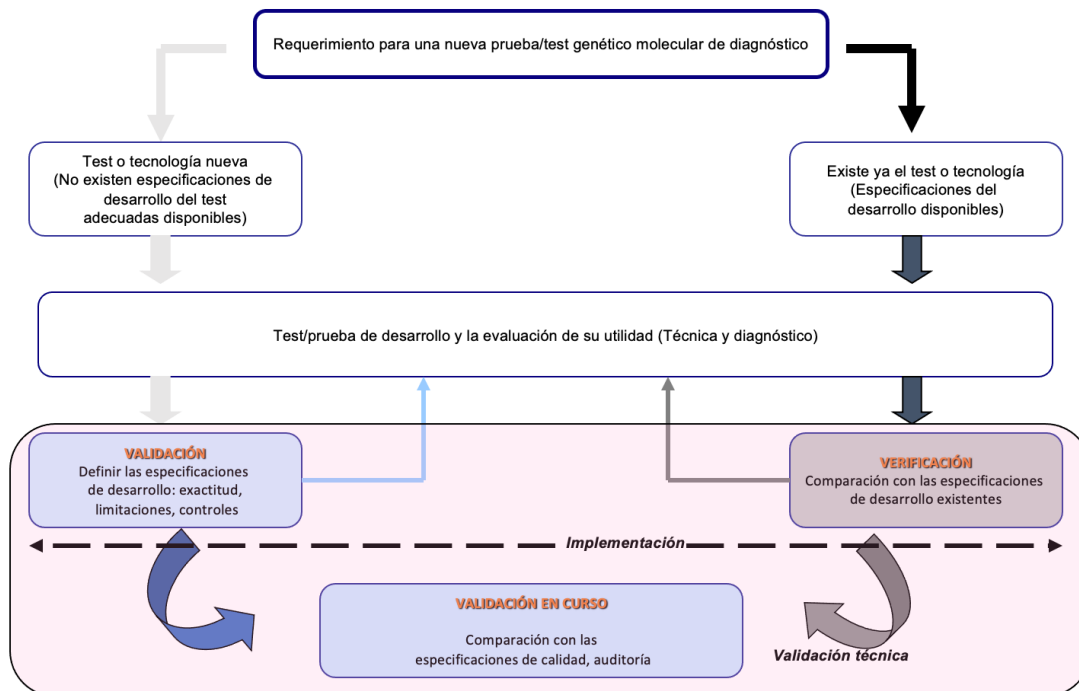 Requerimiento para una nueva prueba/test genético molecular de diagnóstico
Test o tecnología nueva
(No existen especificaciones de
desarrollo del test
adecuadas disponibles)
Existe ya el test o tecnología
(Especificaciones del
desarrollo disponibles)
Test/prueba de desarrollo y la evaluación de su utilidad (Técnica y diagnóstico)
VALIDACIÓN
Definir las especificaciones
de desarrollo: exactitud,
limitaciones, controles
VERIFICACIÓN
Comparación con las especificaciones
de desarrollo existentes
Implementación
VALIDACIÓN EN CURSO
Comparación con las
especificaciones de calidad, auditoría
Validación técnica